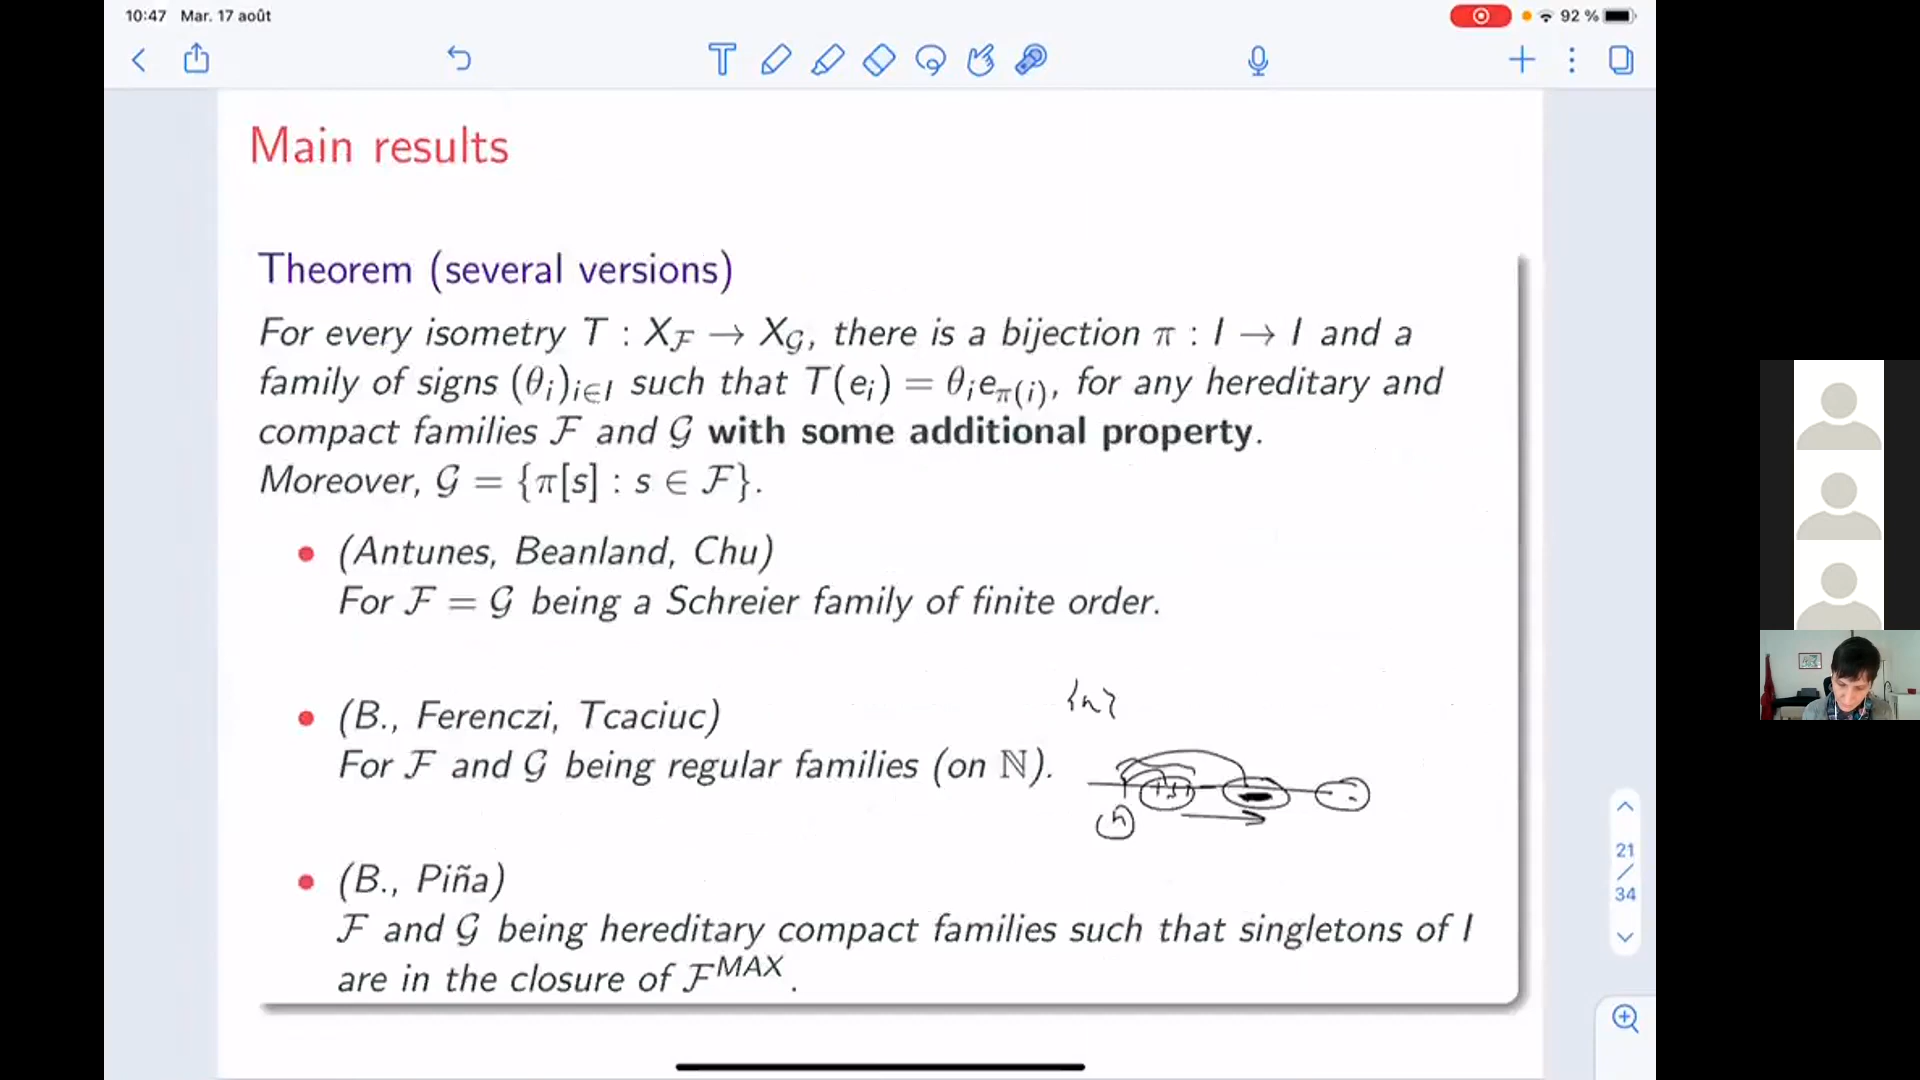 10:47 Mar. 17 août
92 %
Main results
Theorem (several versions)
For every isometry T : X_ℱ → X_𝒢, there is a bijection π : I → I and a
family of signs (θ_i)_{i∈I} such that T(e_i) = θ_i e_{π(i)}, for any hereditary and
compact families ℱ and 𝒢 with some additional property.
Moreover, 𝒢 = {π[s] : s ∈ ℱ}.
• (Antunes, Beanland, Chu)
For ℱ = 𝒢 being a Schreier family of finite order.
{n}
• (B., Ferenczi, Tcaciuc)
For ℱ and 𝒢 being regular families (on ℕ).
n
• (B., Piña)
ℱ and 𝒢 being hereditary compact families such that singletons of I
are in the closure of ℱ^{MAX}.
21
/
34